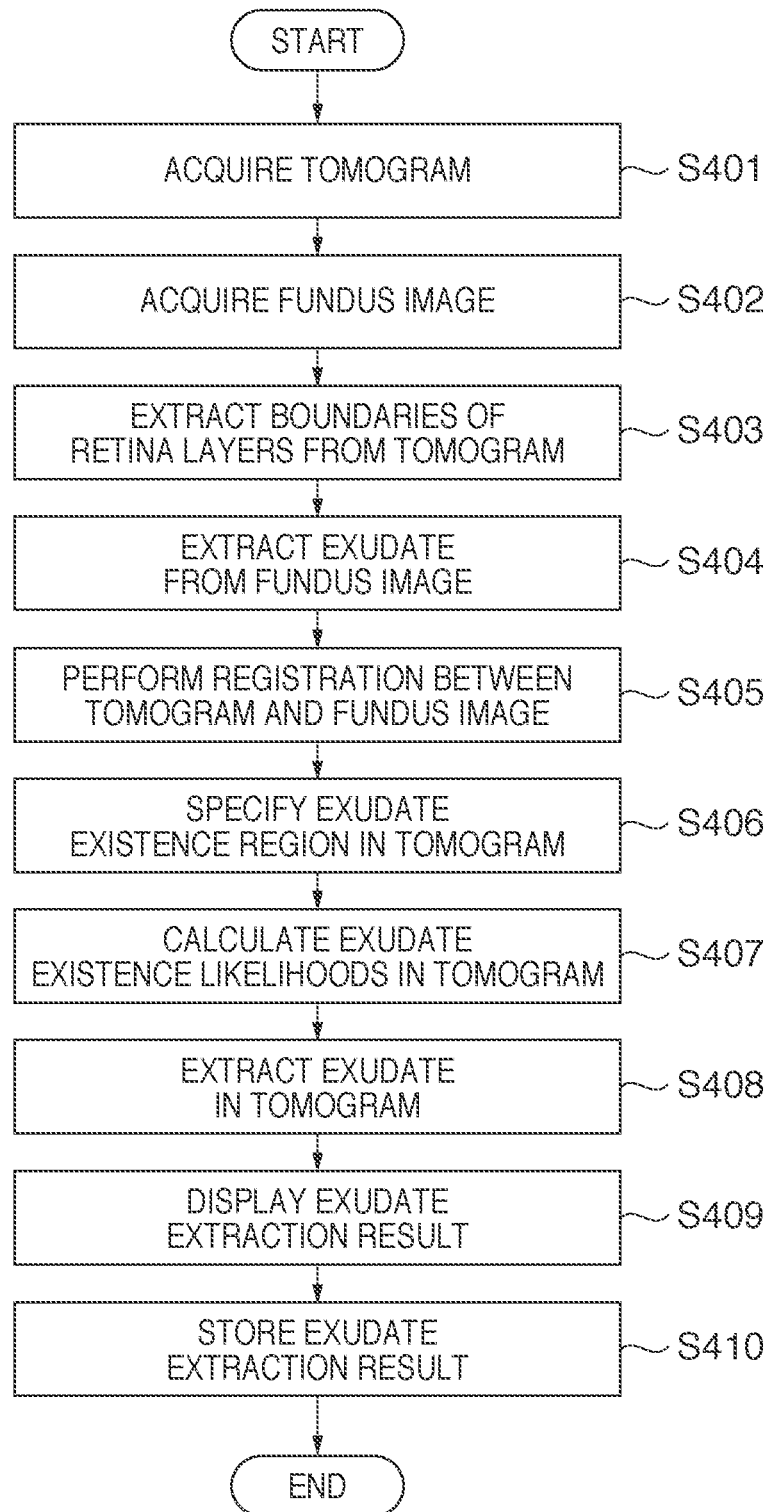 START
ACQUIRE TOMOGRAM
S401
ACQUIRE FUNDUS IMAGE
S402
EXTRACT BOUNDARIES OF
RETINA LAYERS FROM TOMOGRAM
S403
EXTRACT EXUDATE
FROM FUNDUS IMAGE
S404
PERFORM REGISTRATION BETWEEN
TOMOGRAM AND FUNDUS IMAGE
S405
SPECIFY EXUDATE
EXISTENCE REGION IN TOMOGRAM
S406
CALCULATE EXUDATE
EXISTENCE LIKELIHOODS IN TOMOGRAM
S407
EXTRACT EXUDATE
IN TOMOGRAM
S408
DISPLAY EXUDATE
EXTRACTION RESULT
S409
STORE EXUDATE
EXTRACTION RESULT
S410
END